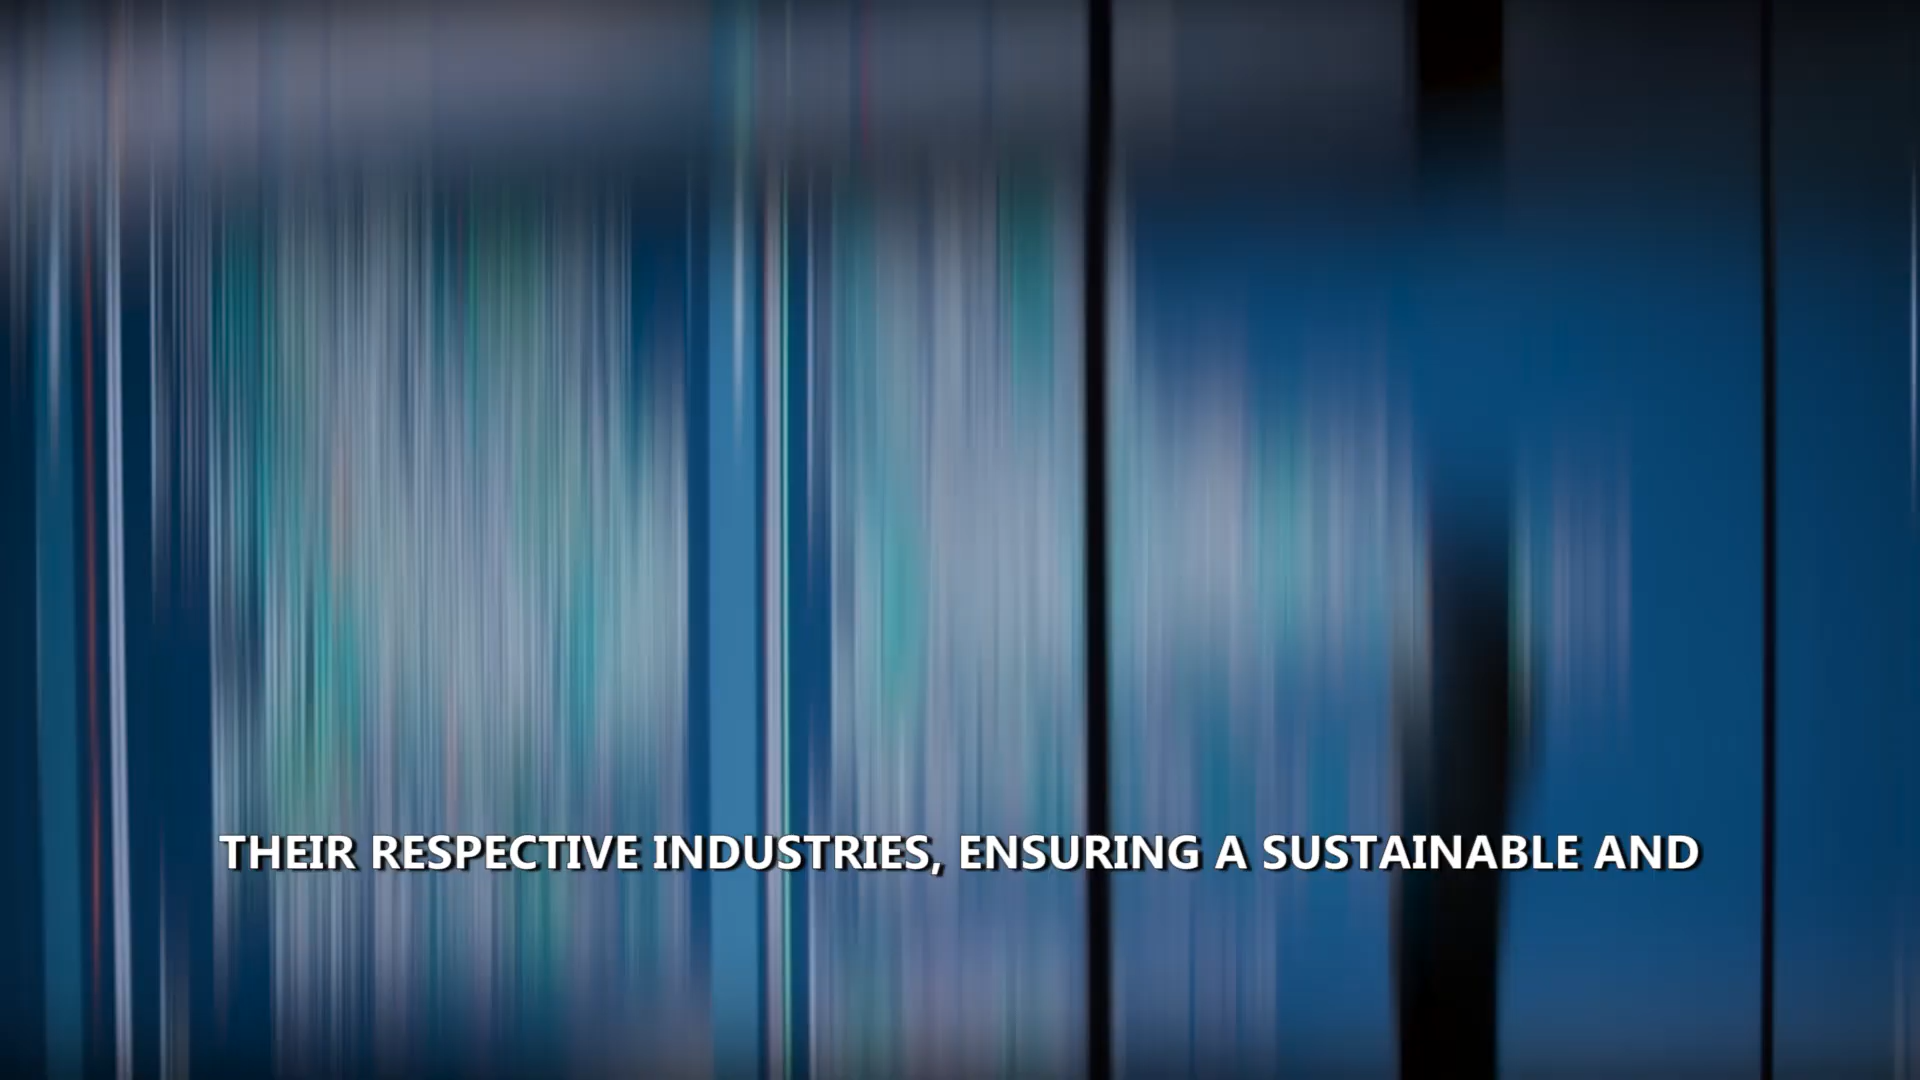 THEIR RESPECTIVE INDUSTRIES, ENSURING A SUSTAINABLE AND